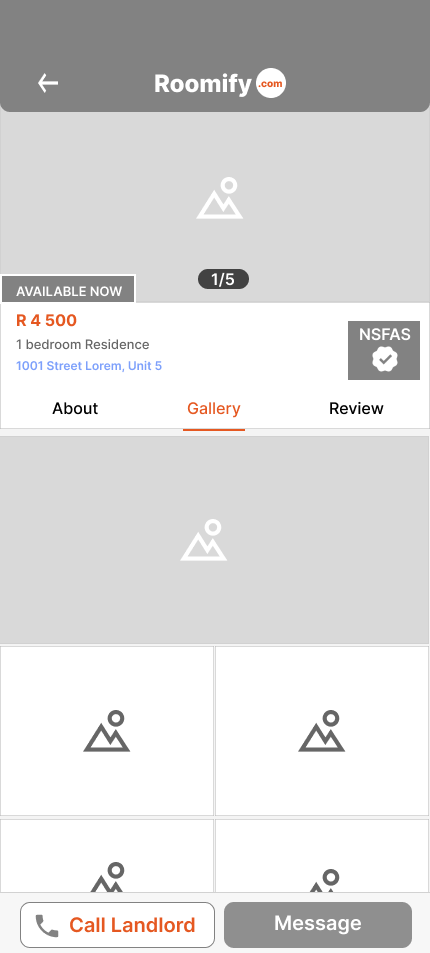 Roomify .com
1/5
AVAILABLE NOW
R 4 500
NSFAS
1 bedroom Residence
1001 Street Lorem, Unit 5
About Gallery Review
Call Landlord Message